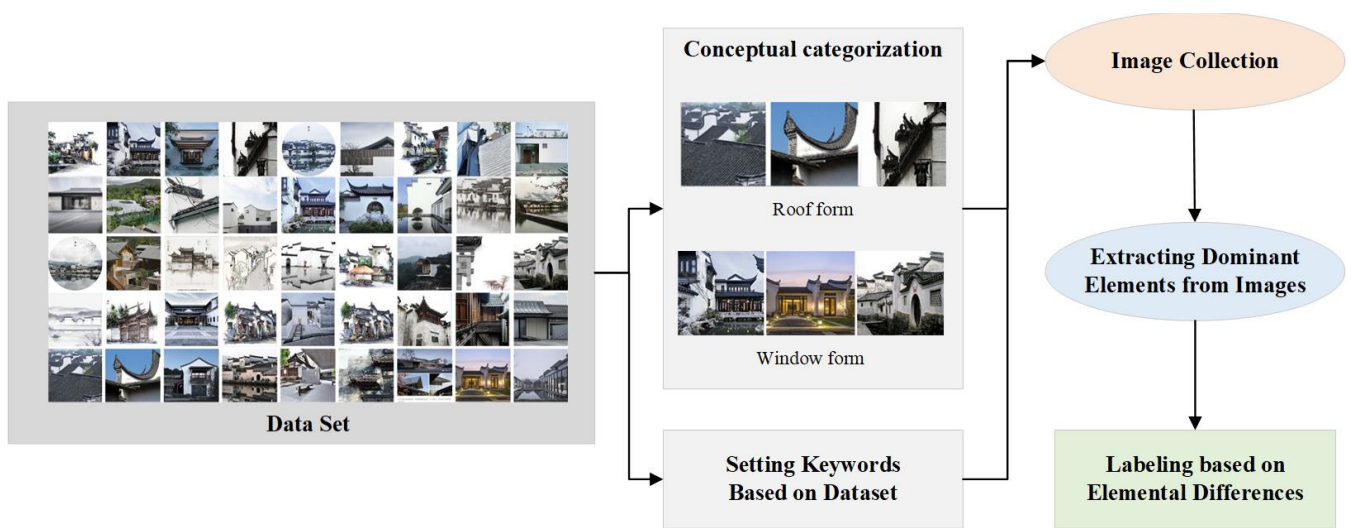 Data Set
Conceptual categorization
Roof form
Window form
Setting Keywords
Based on Dataset
Image Collection
Extracting Dominant
Elements from Images
Labeling based on
Elemental Differences